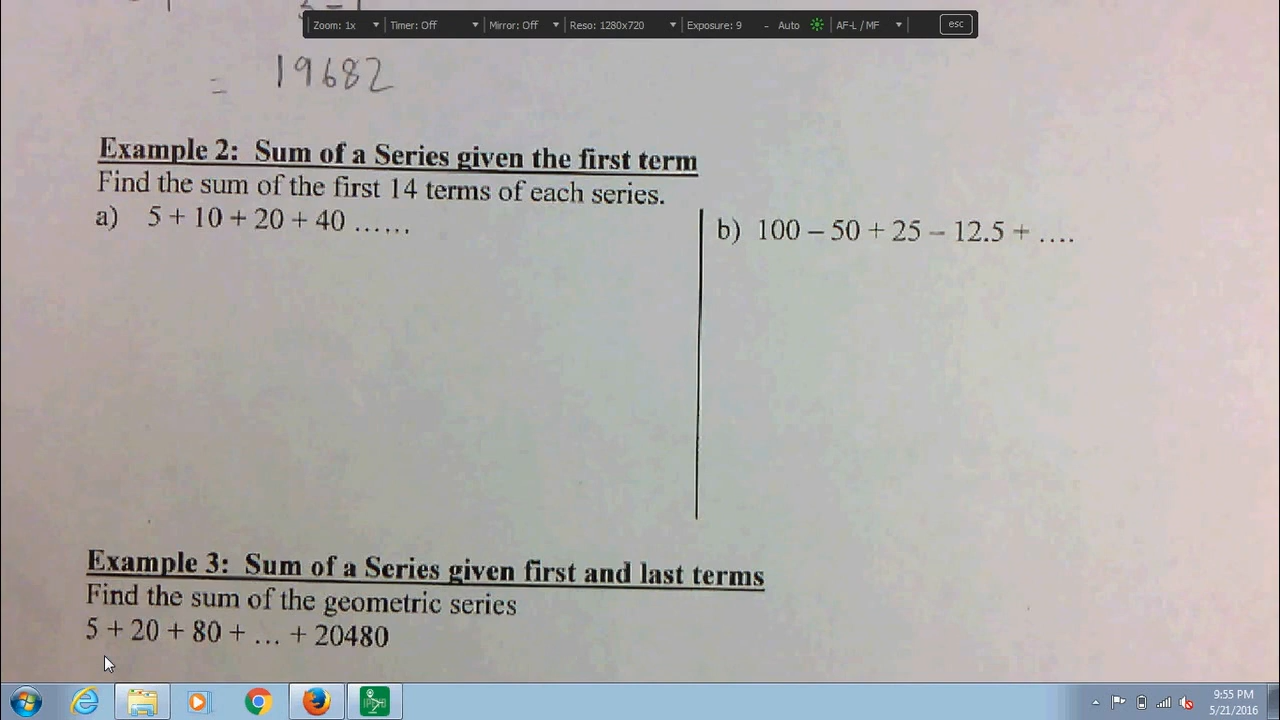 Zoom: 1x Timer: Off Mirror: Off Reso: 1280x720 Exposure: 9 - Auto AF-L / MF esc
= 19682
Example 2: Sum of a Series given the first term
Find the sum of the first 14 terms of each series.
a) 5 + 10 + 20 + 40 ……
b) 100 – 50 + 25 – 12.5 + ….
Example 3: Sum of a Series given first and last terms
Find the sum of the geometric series
5 + 20 + 80 + … + 20480
9:55 PM
5/21/2016